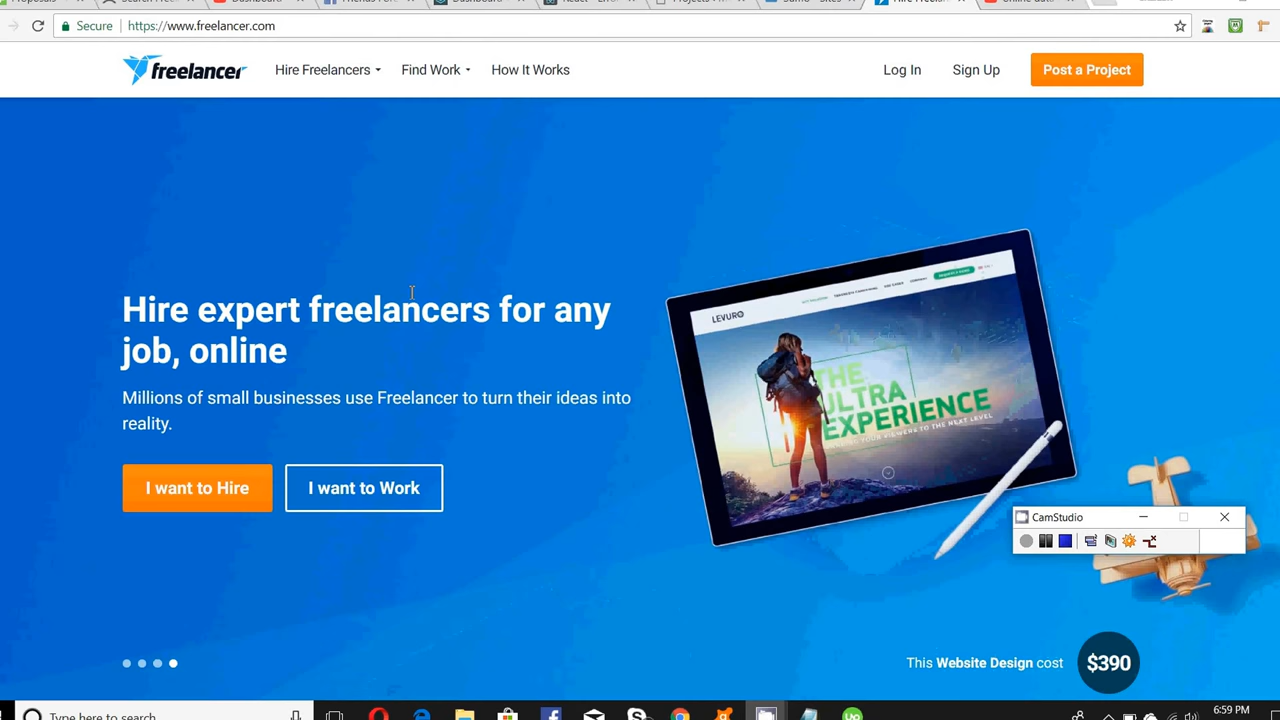 Proposals
Dashboard
Dashboard
Secure
https://www.freelancer.com
freelancer
Hire Freelancers
Find Work
How It Works
Log In
Sign Up
Post a Project
LEVURO
THE
ULTRA
EXPERIENCE
Hire expert freelancers for any
job, online
Millions of small businesses use Freelancer to turn their ideas into
reality.
I want to Hire
I want to Work
CamStudio
This Website Design cost
$390
Type here to search
6:59 PM